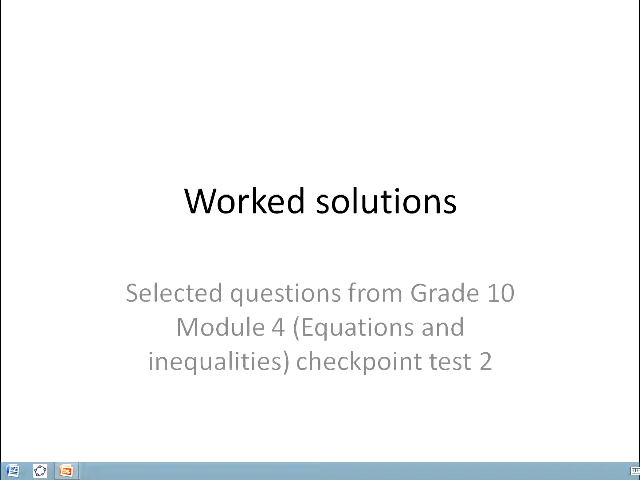 Worked solutions
Selected questions from Grade 10
Module 4 (Equations and
inequalities) checkpoint test 2